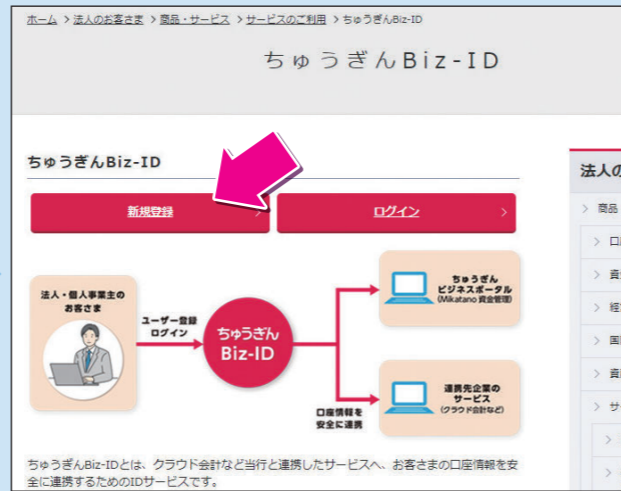 ホーム > 法人のお客さま > 商品・サービス > サービスのご利用 > ちゅうぎんBiz-ID
ちゅうぎんBiz-ID
ちゅうぎんBiz-ID
新規登録 >
ログイン >
法人・個人事業主の
お客さま
ユーザー登録
ログイン
ちゅうぎん
Biz-ID
口座情報を
安全に連携
ちゅうぎん
ビジネスポータル
(Mikatano 資金管理)
連携先企業の
サービス
(クラウド会計など)
ちゅうぎんBiz-IDとは、クラウド会計など当行と連携したサービスへ、お客さまの口座情報を安
全に連携するためのIDサービスです。
法人の
> 商品
> 口
> 資
> 経
> 国
> 資
> サ